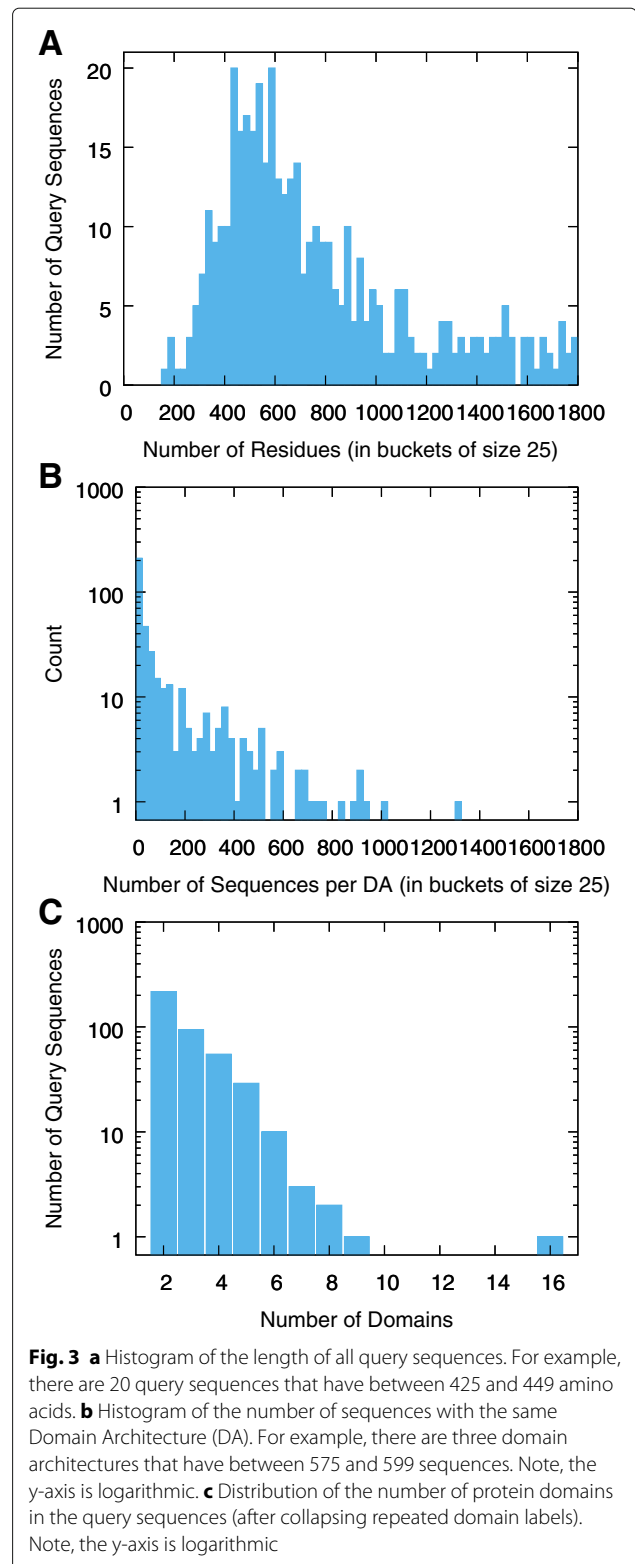 A
20
15
10
5
0
Number of Query Sequences
0 200 400 600 800 1000 1200 1400 1600 1800
Number of Residues (in buckets of size 25)
B
1000
100
10
1
Count
0 200 400 600 800 1000 1200 1400 1600 1800
Number of Sequences per DA (in buckets of size 25)
C
1000
100
10
1
Number of Query Sequences
2 4 6 8 10 12 14 16
Number of Domains
Fig. 3 a Histogram of the length of all query sequences. For example,
there are 20 query sequences that have between 425 and 449 amino
acids. b Histogram of the number of sequences with the same
Domain Architecture (DA). For example, there are three domain
architectures that have between 575 and 599 sequences. Note, the
y-axis is logarithmic. c Distribution of the number of protein domains
in the query sequences (after collapsing repeated domain labels).
Note, the y-axis is logarithmic